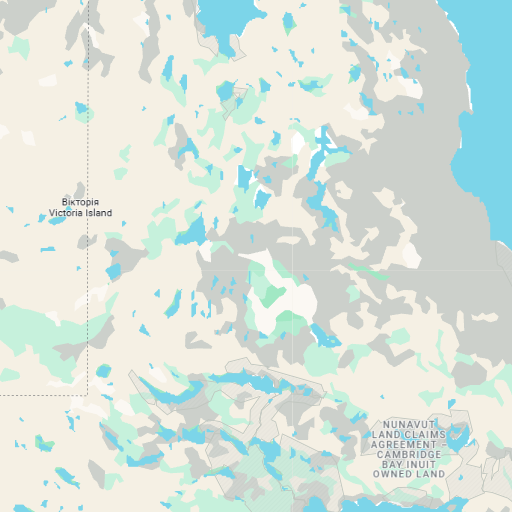 Вікторія
Victoria Island
NUNAVUT
LAND CLAIMS
AGREEMENT -
CAMBRIDGE
BAY INUIT
OWNED LAND